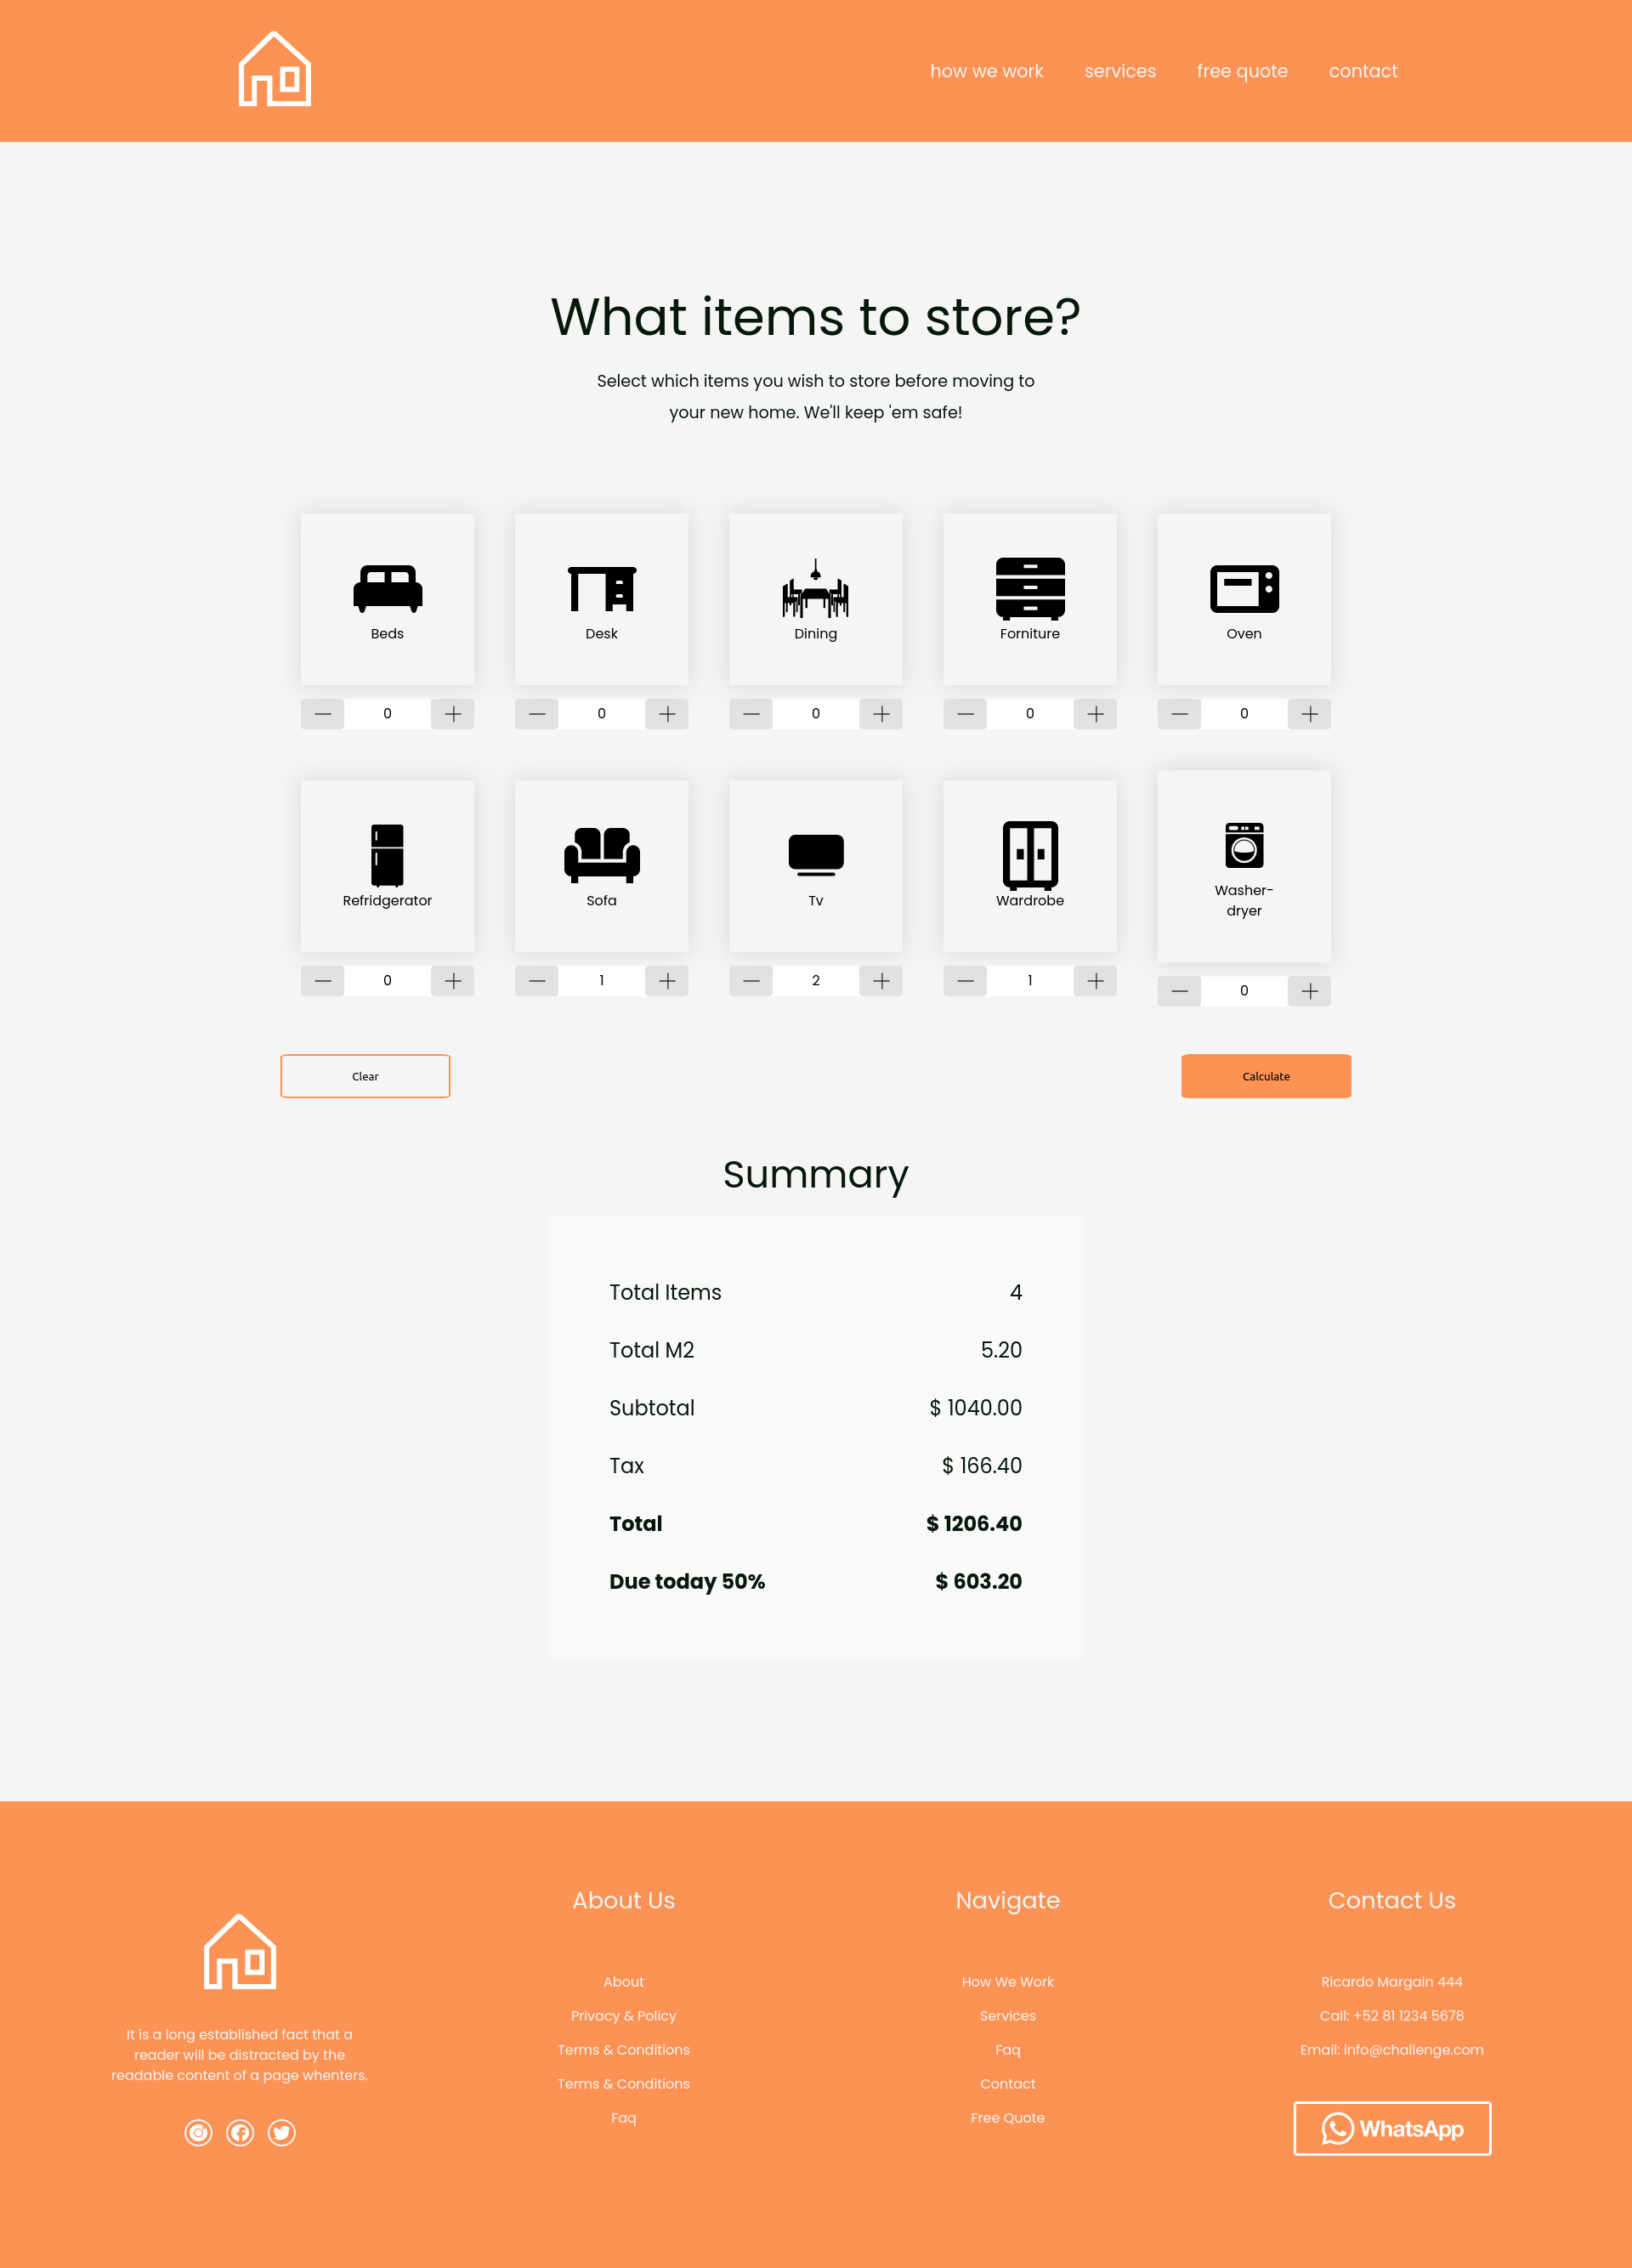 how we work services free quote contact
What items to store?
Select which items you wish to store before moving to
your new home. We'll keep 'em safe!
Beds Desk Dining Forniture Oven
— 0 + — 0 + — 0 + — 0 + — 0 +
Refridgerator Sofa Tv Wardrobe
Washer-
dryer
— 0 + — 1 + — 2 + — 1 + — 0 +
Clear Calculate
Summary
Total Items 4
Total M2 5.20
Subtotal $ 1040.00
Tax $ 166.40
Total $ 1206.40
Due today 50% $ 603.20
It is a long established fact that a
reader will be distracted by the
readable content of a page whenters.
About Us
About
Privacy & Policy
Terms & Conditions
Terms & Conditions
Faq
Navigate
How We Work
Services
Faq
Contact
Free Quote
Contact Us
Ricardo Margain 444
Call: +52 81 1234 5678
Email: info@challenge.com
WhatsApp